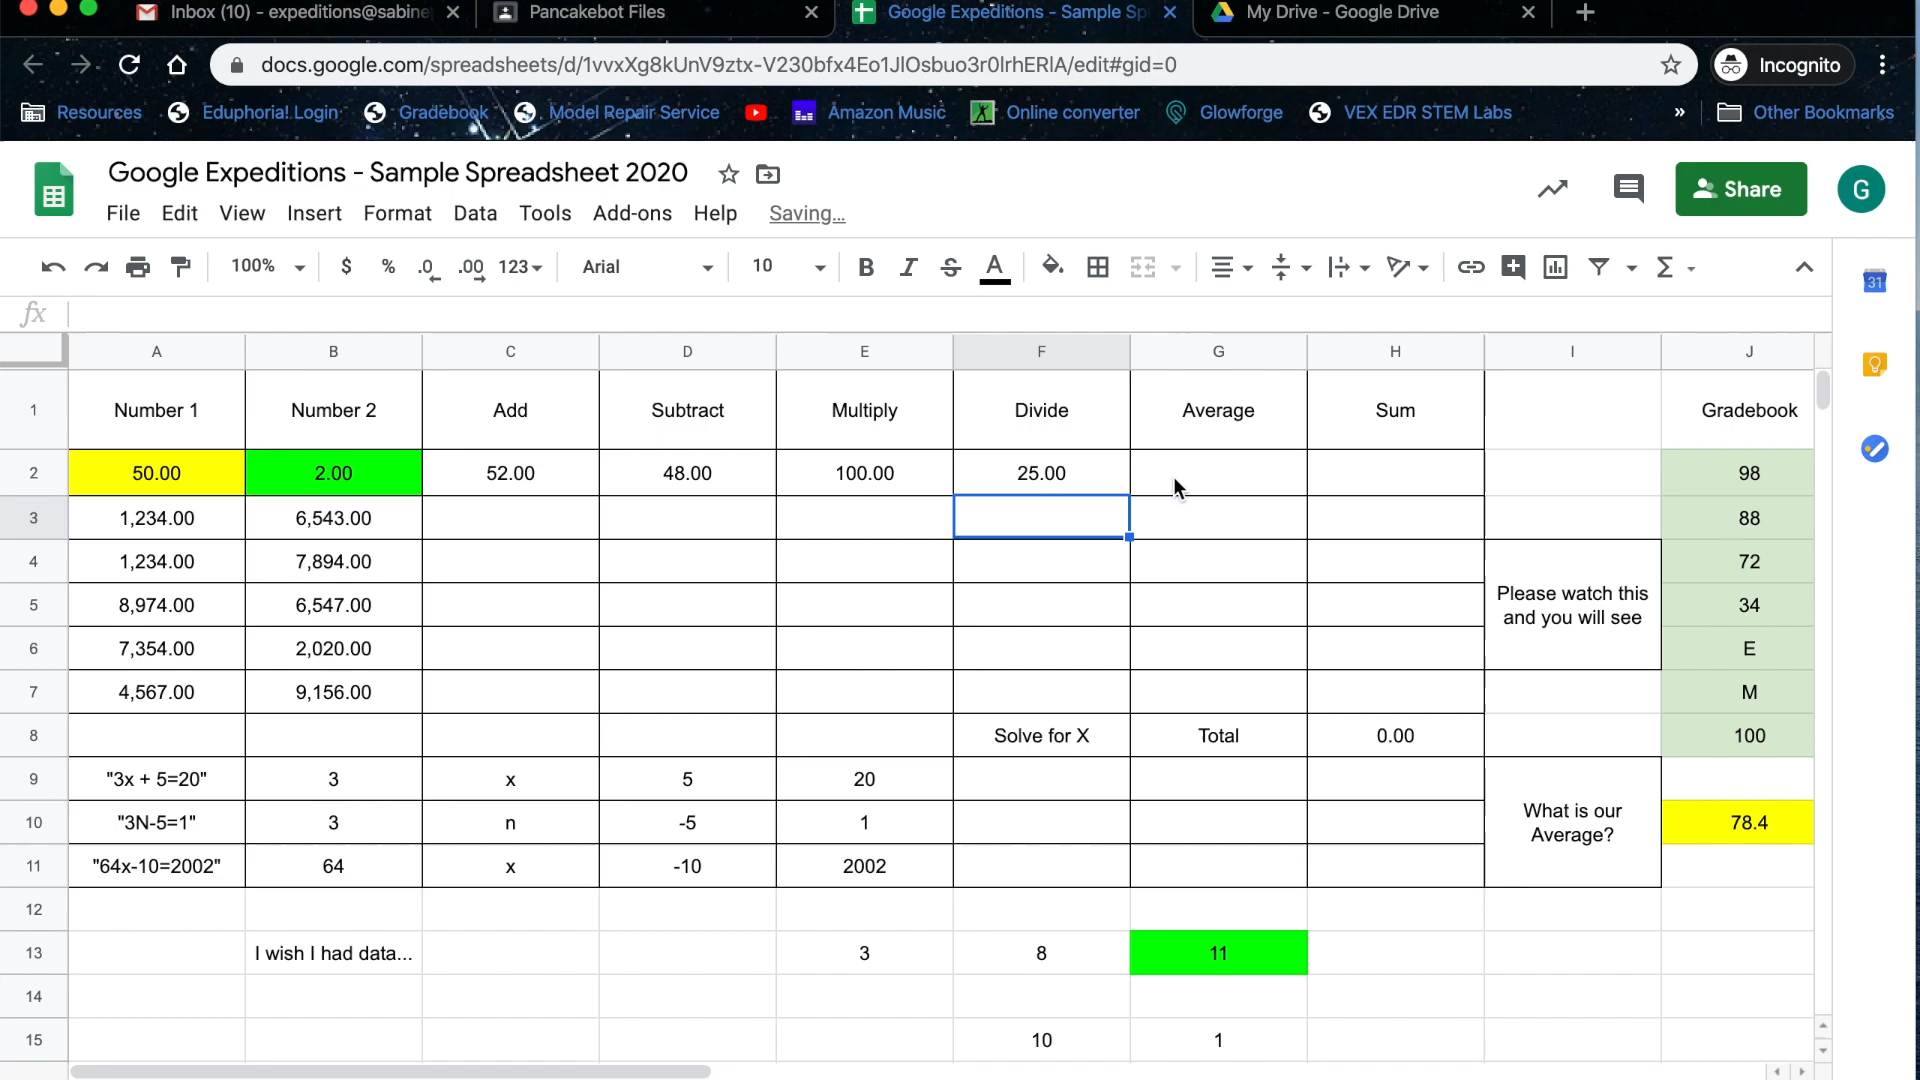 Inbox (10) - expeditions@sabine
Pancakebot Files
Google Expeditions - Sample Sp
My Drive - Google Drive
docs.google.com/spreadsheets/d/1vvxXg8kUnV9ztx-V230bfx4Eo1JlOsbuo3r0lrhERlA/edit#gid=0
Incognito
Resources
Eduphoria! Login
Gradebook
Model Repair Service
Amazon Music
Online converter
Glowforge
VEX EDR STEM Labs
»
Other Bookmarks
Google Expeditions - Sample Spreadsheet 2020
File Edit View Insert Format Data Tools Add-ons Help Saving...
Share
G
100% $ % .0 .00 123 Arial 10 B I S A Σ
31
fx
A B C D E F G H I J
1 Number 1 Number 2 Add Subtract Multiply Divide Average Sum Gradebook
2 50.00 2.00 52.00 48.00 100.00 25.00 98
3 1,234.00 6,543.00 88
4 1,234.00 7,894.00 72
Please watch this
and you will see
5 8,974.00 6,547.00 34
6 7,354.00 2,020.00 E
7 4,567.00 9,156.00 M
8 Solve for X Total 0.00 100
9 "3x + 5=20" 3 x 5 20
What is our
Average?
10 "3N-5=1" 3 n -5 1 78.4
11 "64x-10=2002" 64 x -10 2002
12
13 I wish I had data... 3 8 11
14
15 10 1